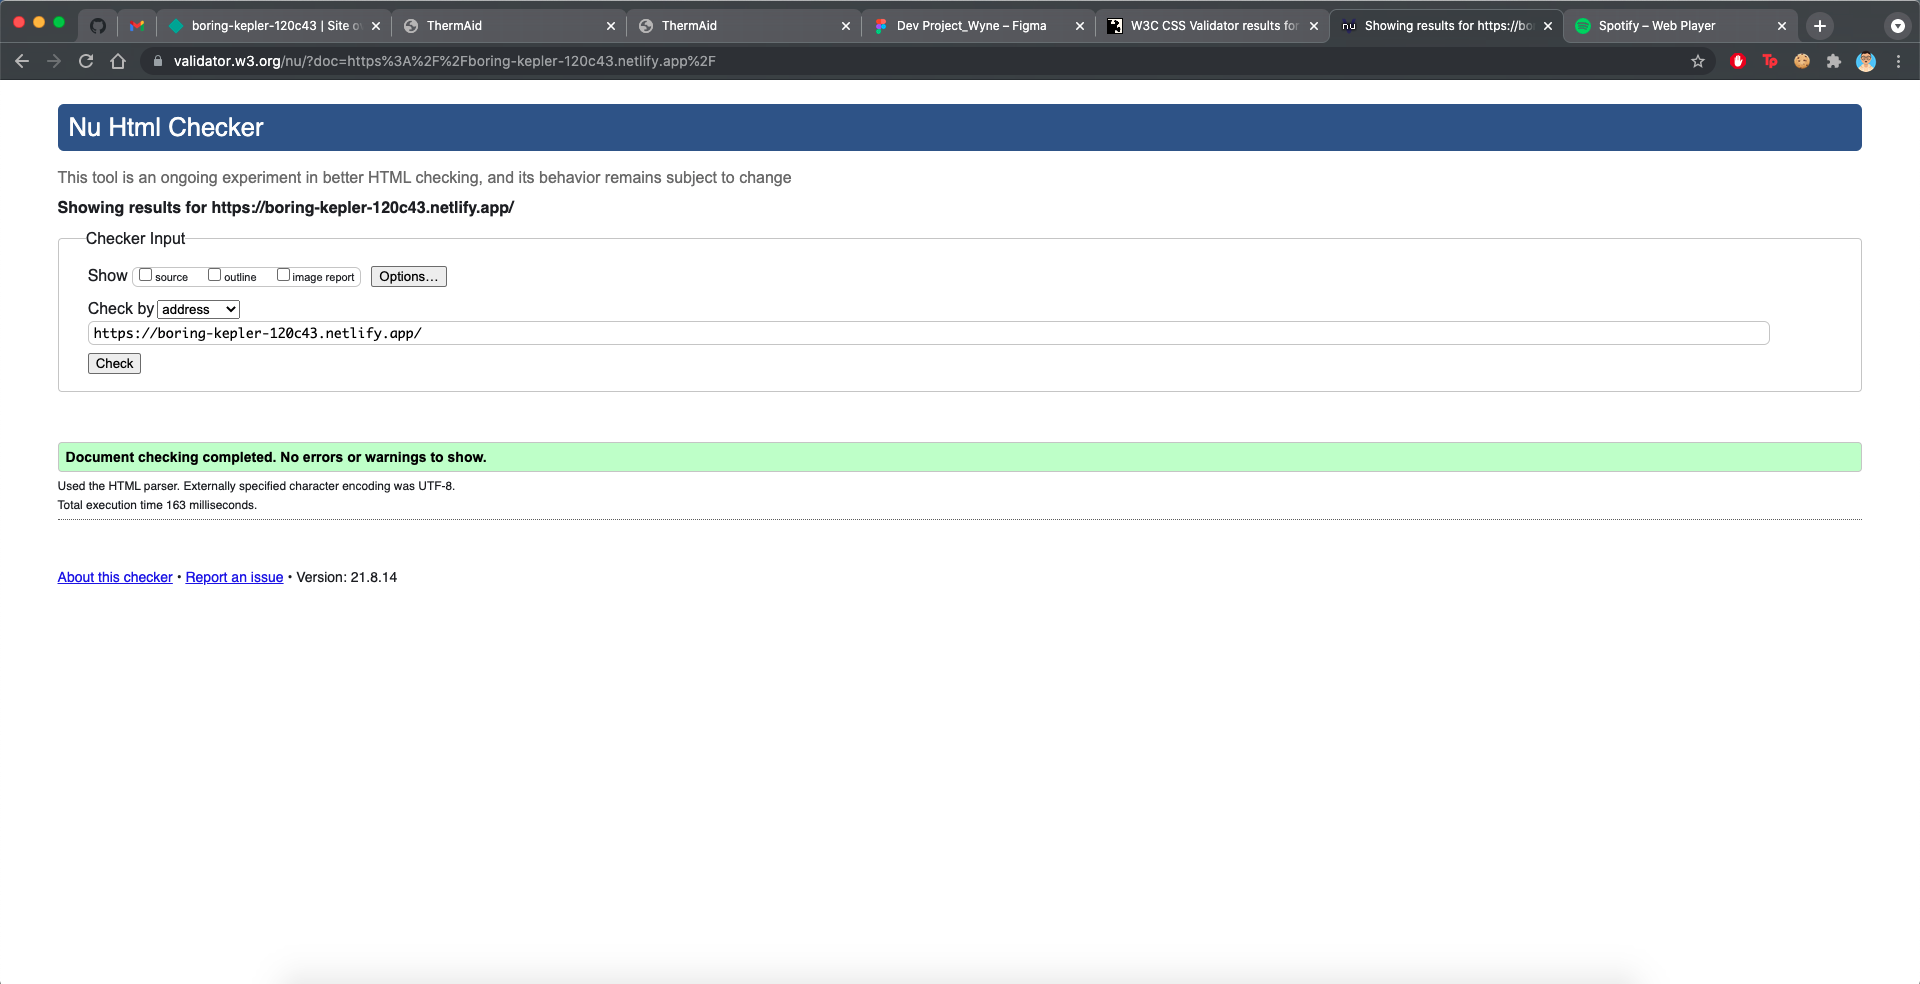 boring-kepler-120c43 | Site o
ThermAid
ThermAid
Dev Project_Wyne – Figma
W3C CSS Validator results for
nu
Showing results for https://bo
Spotify – Web Player
validator.w3.org/nu/?doc=https%3A%2F%2Fboring-kepler-120c43.netlify.app%2F
Tp
Nu Html Checker
This tool is an ongoing experiment in better HTML checking, and its behavior remains subject to change
Showing results for https://boring-kepler-120c43.netlify.app/
Checker Input
Show source outline image report Options...
Check by address
https://boring-kepler-120c43.netlify.app/
Check
Document checking completed. No errors or warnings to show.
Used the HTML parser. Externally specified character encoding was UTF-8.
Total execution time 163 milliseconds.
About this checker • Report an issue • Version: 21.8.14